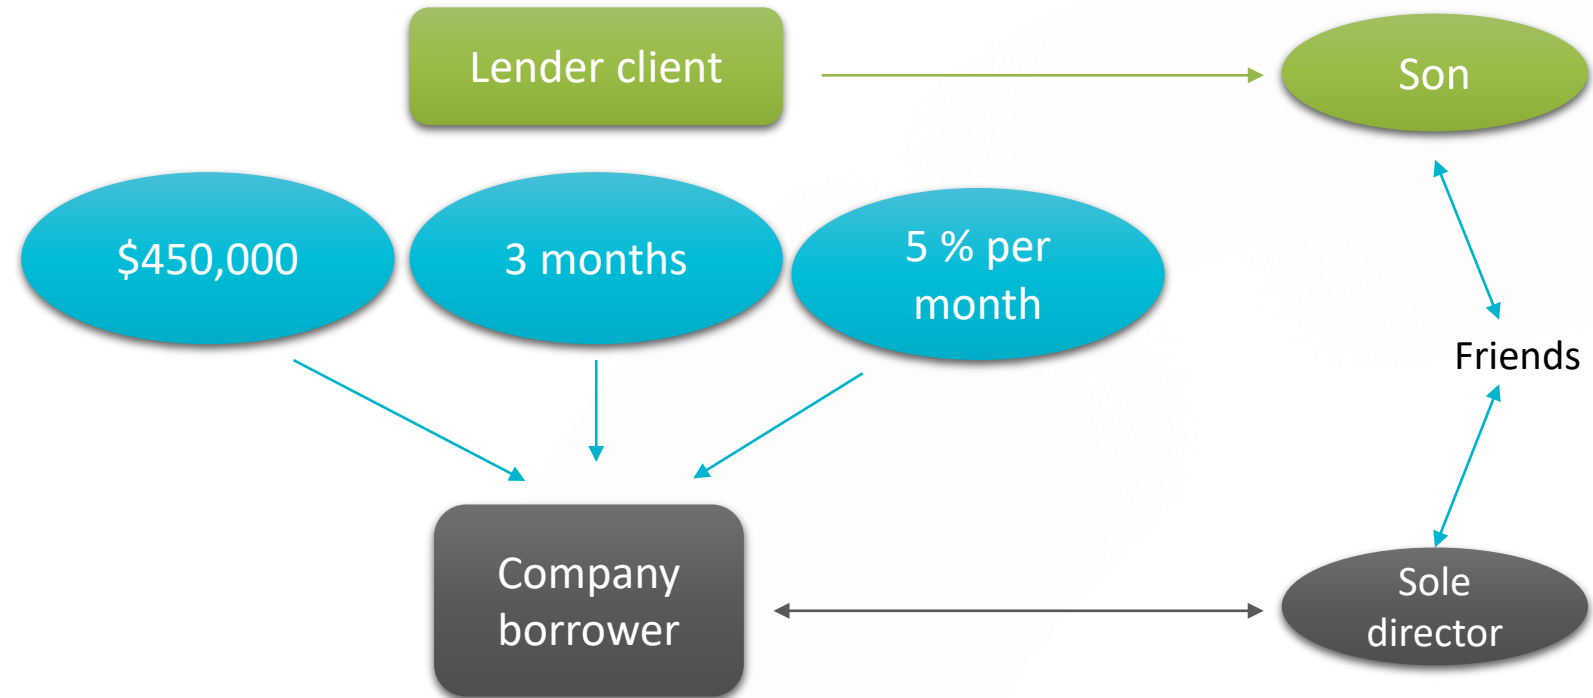 Lender client
Son
$450,000
3 months
5 % per
month
Friends
Company
borrower
Sole
director